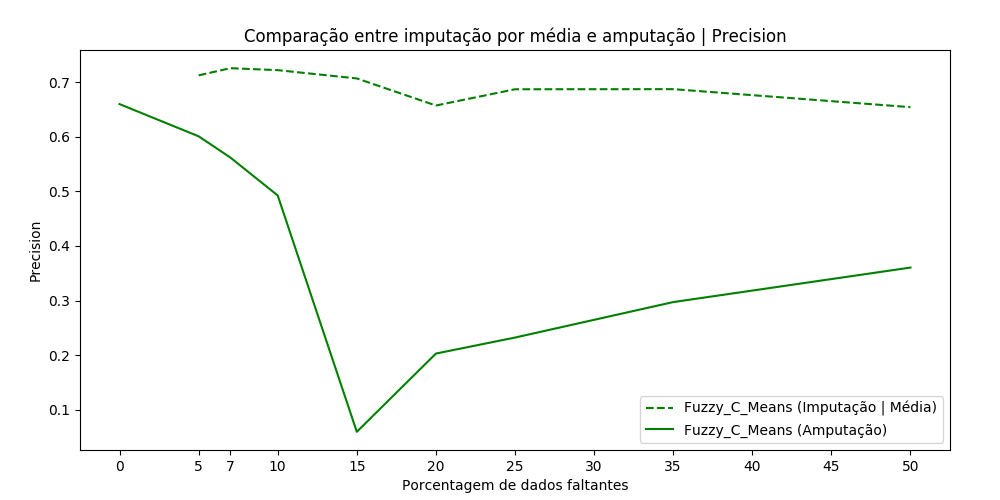 Comparação entre imputação por média e amputação | Precision
Precision
0.7
0.6
0.5
0.4
0.3
0.2
0.1
Fuzzy_C_Means (Imputação | Média)
Fuzzy_C_Means (Amputação)
0 5 7 10 15 20 25 30 35 40 45 50
Porcentagem de dados faltantes